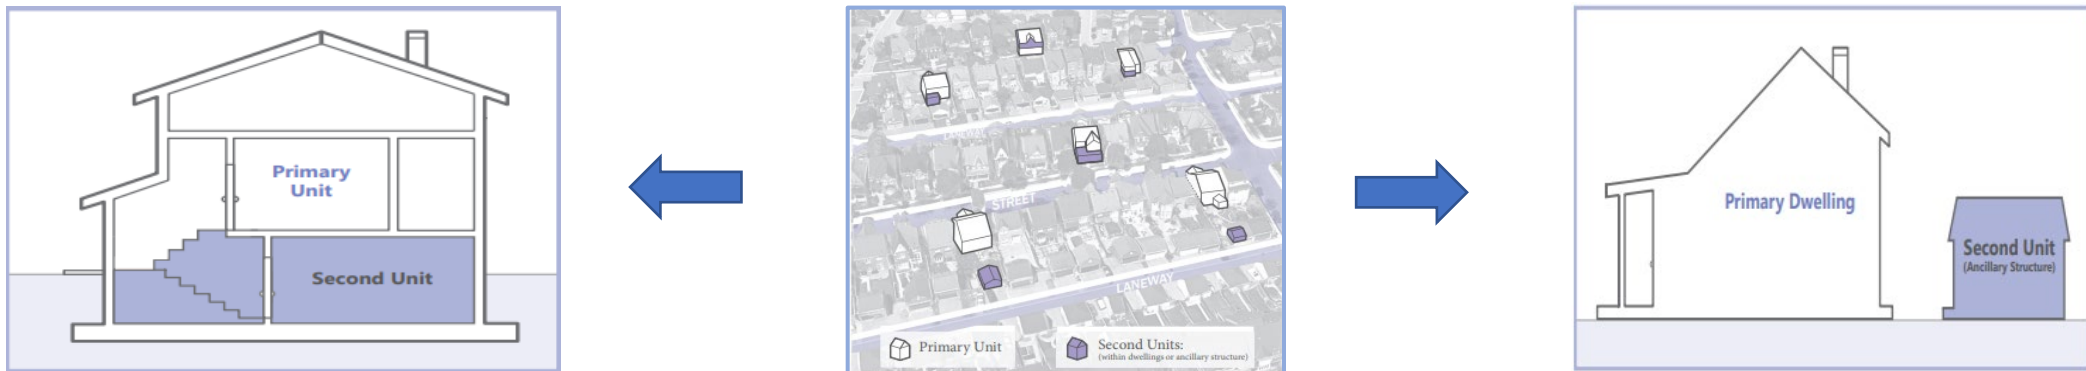 Primary
Unit
Second Unit
LANEWAY
STREET
LANEWAY
Primary Unit
Second Units:
(within dwellings or ancillary structure)
Primary Dwelling
Second Unit
(Ancillary Structure)